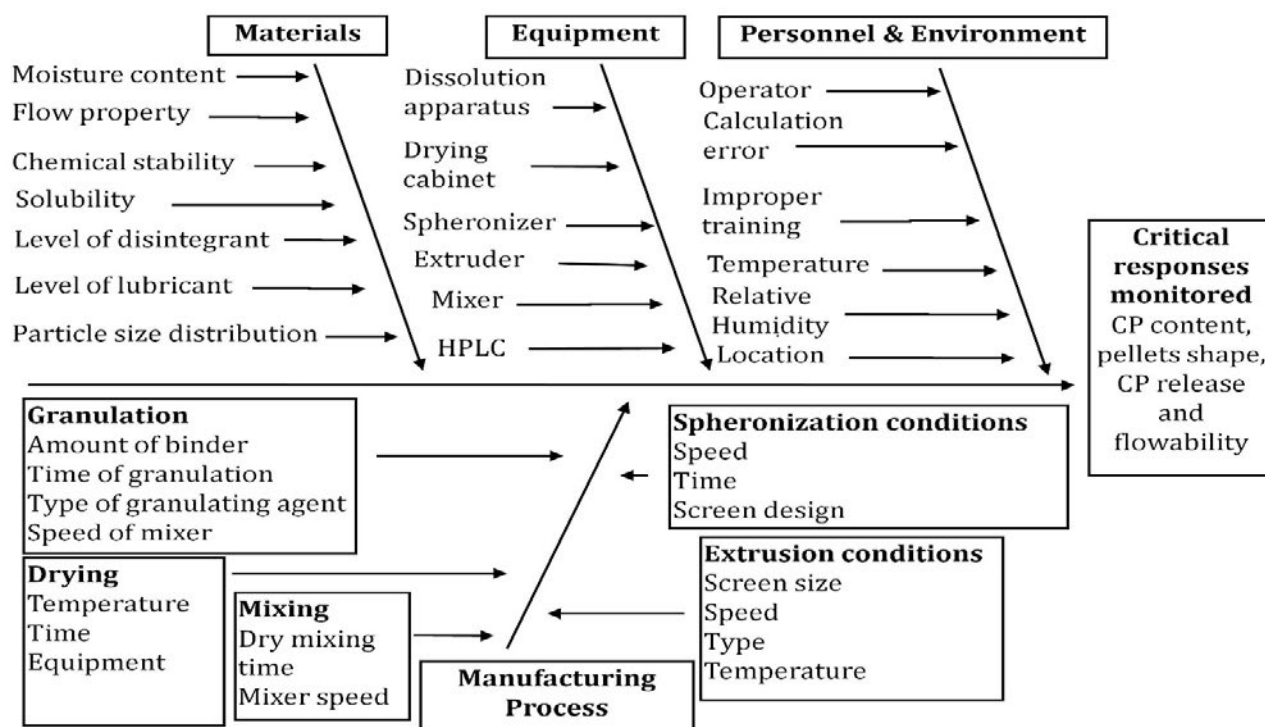 Materials
Moisture content
Flow property
Chemical stability
Solubility
Level of disintegrant
Level of lubricant
Particle size distribution
Equipment
Dissolution
apparatus
Drying
cabinet
Spheronizer
Extruder
Mixer
HPLC
Personnel & Environment
Operator
Calculation
error
Improper
training
Temperature
Relative
Humidity
Location
Critical
responses
monitored
CP content,
pellets shape,
CP release
and
flowability
Granulation
Amount of binder
Time of granulation
Type of granulating agent
Speed of mixer
Spheronization conditions
Speed
Time
Screen design
Drying
Temperature
Time
Equipment
Mixing
Dry mixing
time
Mixer speed
Extrusion conditions
Screen size
Speed
Type
Temperature
Manufacturing
Process